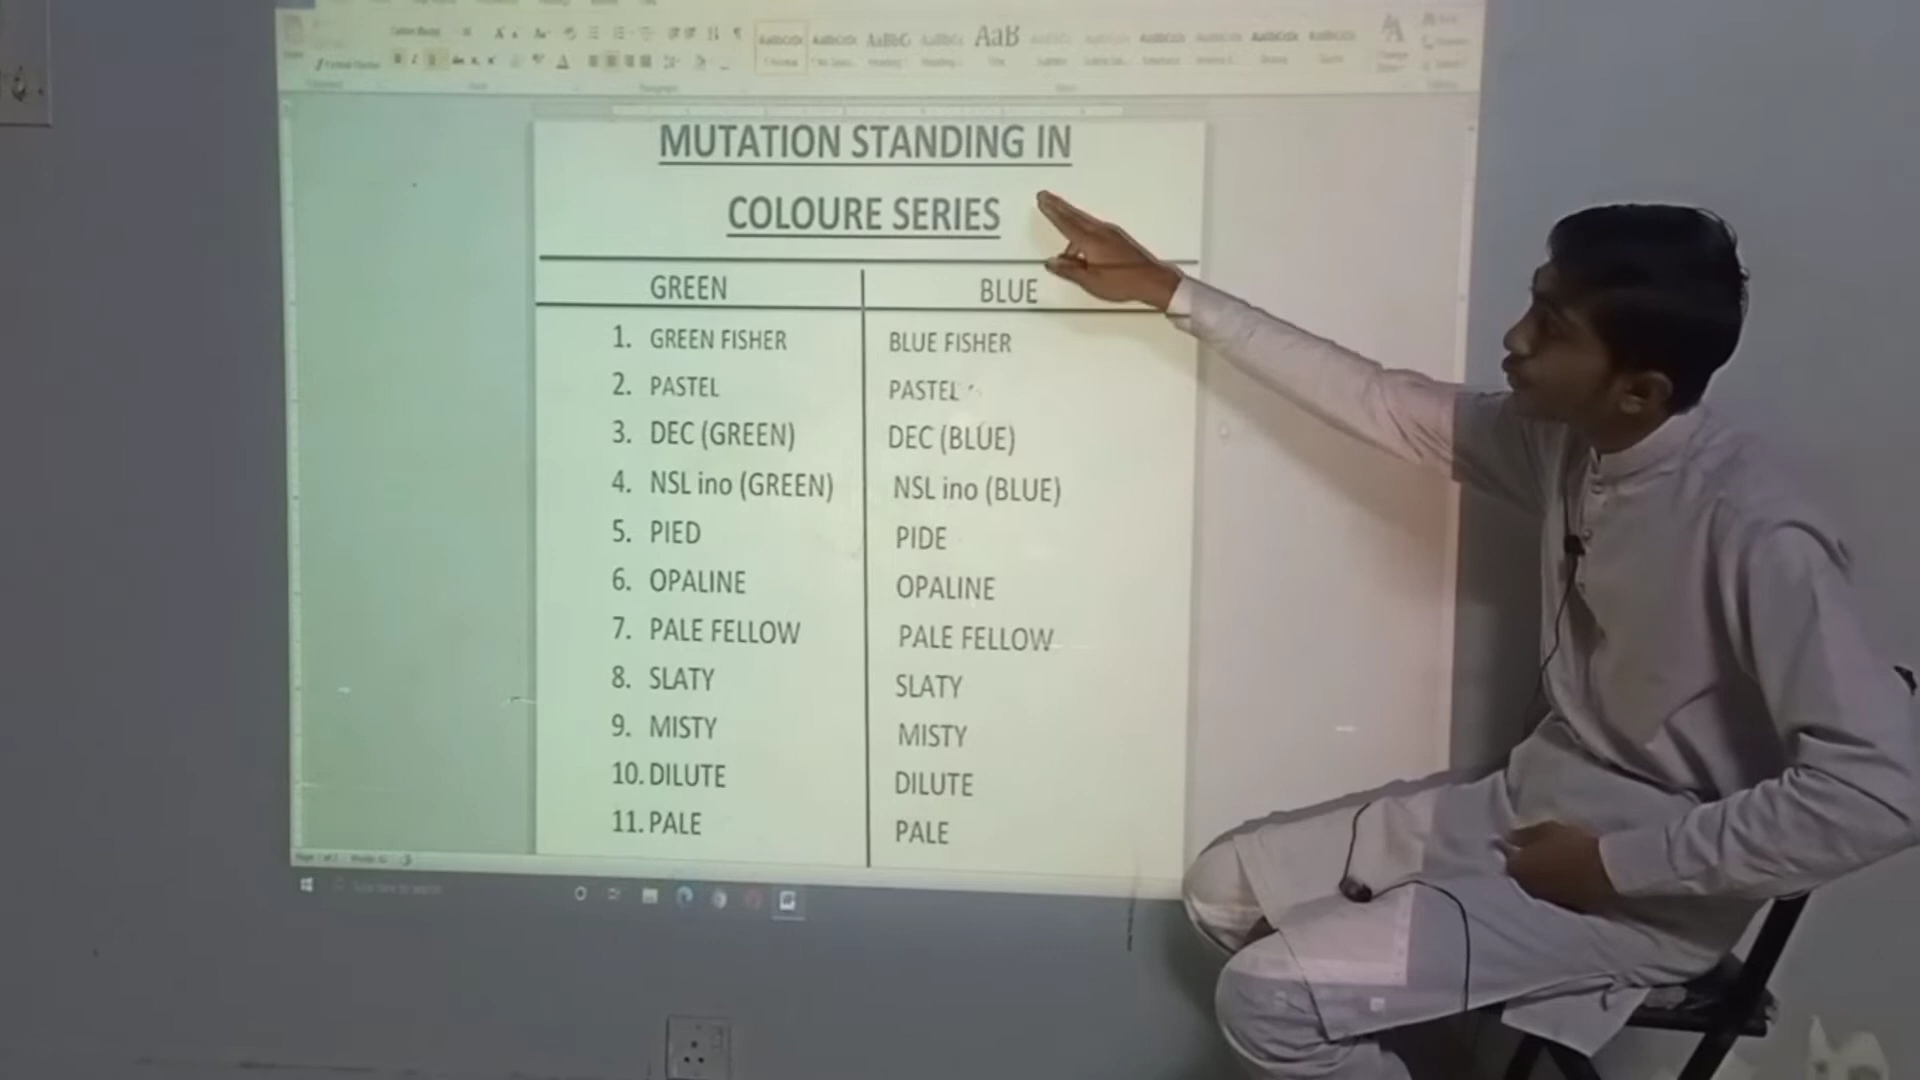 MUTATION STANDING IN
COLOURE SERIES
GREEN BLUE
1. GREEN FISHER BLUE FISHER
2. PASTEL PASTEL
3. DEC (GREEN) DEC (BLUE)
4. NSL ino (GREEN) NSL ino (BLUE)
5. PIED PIDE
6. OPALINE OPALINE
7. PALE FELLOW PALE FELLOW
8. SLATY SLATY
9. MISTY MISTY
10. DILUTE DILUTE
11. PALE PALE